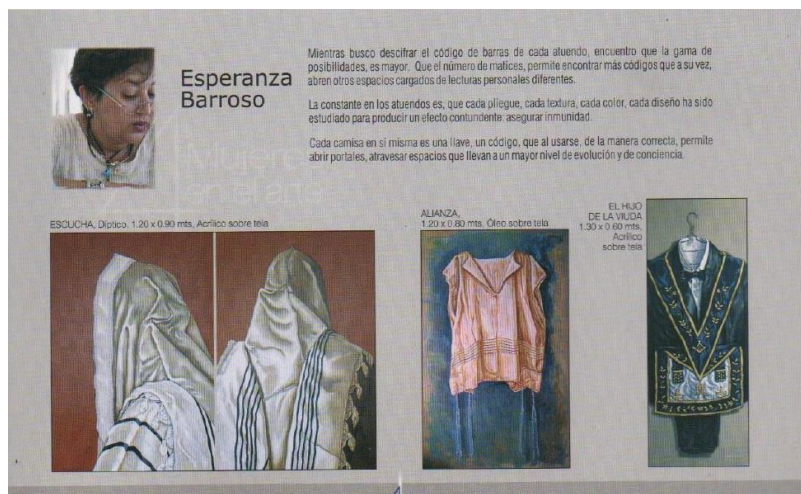 Esperanza
Barroso
Mientras busco descifrar el código de barras de cada atuendo, encuentro que la gama de
posibilidades, es mayor. Que el número de matices, permite encontrar más códigos que a su vez,
abren otros espacios cargados de lecturas personales diferentes.
La constante en los atuendos es, que cada pliegue, cada textura, cada color, cada diseño ha sido
estudiado para producir un efecto contundente: asegurar inmunidad.
Cada camisa en sí misma es una llave, un código, que al usarse, de la manera correcta, permite
abrir portales, atravesar espacios que llevan a un mayor nivel de evolución y de conciencia.
Mujeres
en el arte
ESCUCHA, Díptico, 1.20 x 0.90 mts, Acrílico sobre tela
ALIANZA,
1.20 x 0.80 mts, Óleo sobre tela
EL HIJO
DE LA VIUDA
1.30 x 0.60 mts,
Acrílico
sobre tela